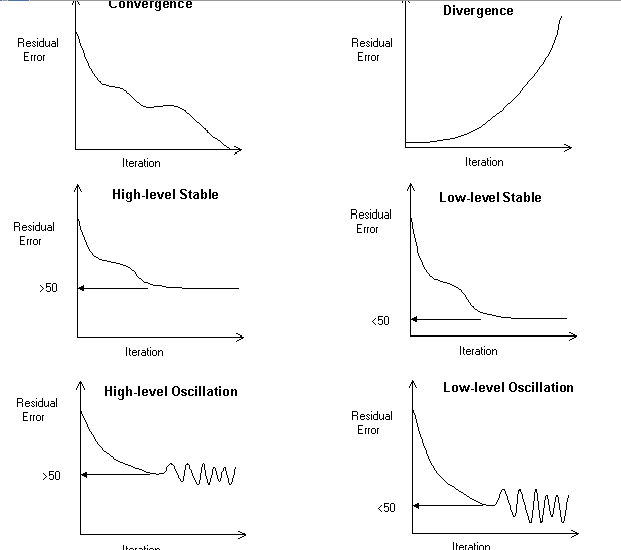 Convergence
Residual
Error
Iteration
Divergence
Residual
Error
Iteration
High-level Stable
Residual
Error
>50
Iteration
Low-level Stable
Residual
Error
<50
Iteration
High-level Oscillation
Residual
Error
>50
Iteration
Low-level Oscillation
Residual
Error
<50
Iteration